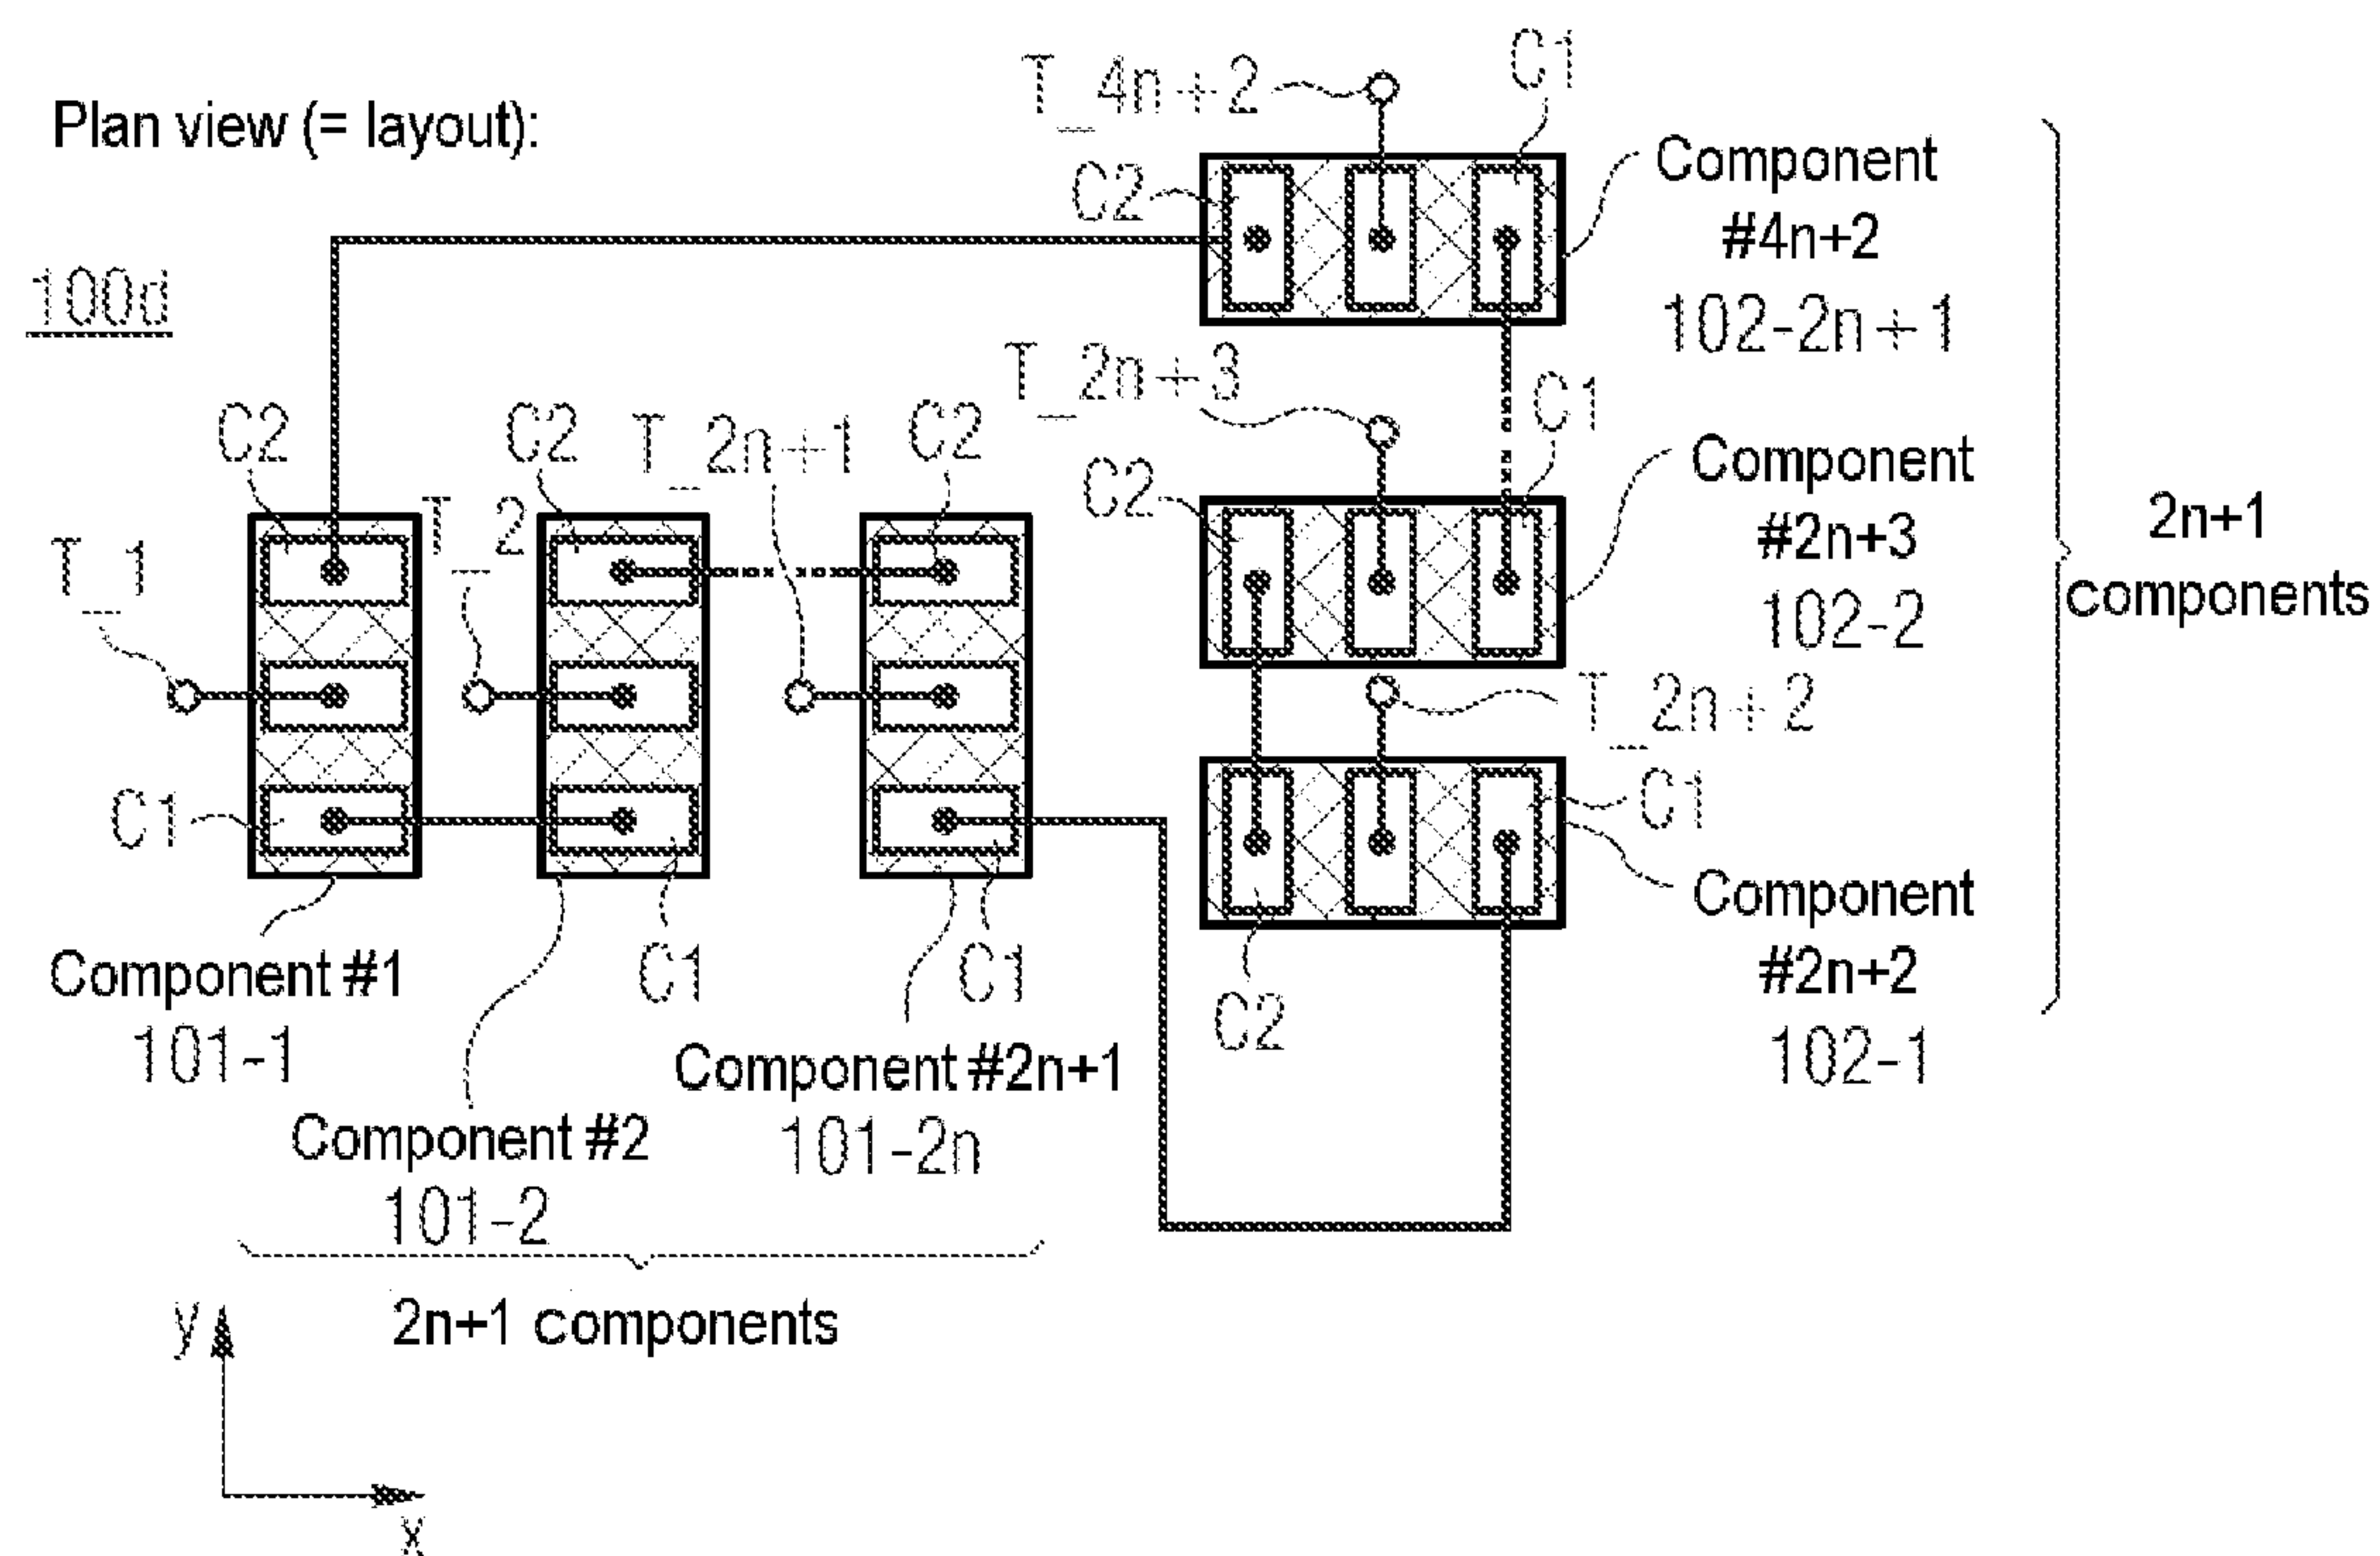 Plan view (= layout):
100d
T_4n+2
C1
C2
Component
#4n+2
102-2n+1
T_2n+3
C1
C2
Component
#2n+3
102-2
2n+1
components
C2
C2
T_2n+1
C2
T_1
T_2
T_2n+2
C1
C1
C1
C1
C2
Component
#2n+2
102-1
Component #1
101-1
Component #2
101-2
Component #2n+1
101-2n
2n+1 components
y
x